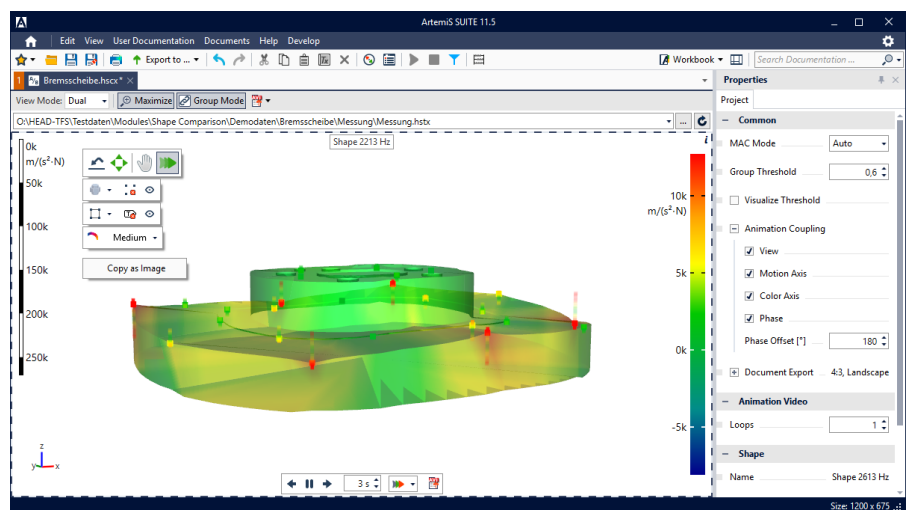 ArtemiS SUITE 11.5
Edit View User Documentation Documents Help Develop
Export to ... Workbook Search Documentation ...
1 Bremsscheibe.hscx*
View Mode: Dual Maximize Group Mode
O:\HEAD-TFS\Testdaten\Modules\Shape Comparison\Demodaten\Bremsscheibe\Messung\Messung.hstx ...
Shape 2213 Hz
i
0k
m/(s²·N)
50k
100k
150k
200k
250k
Medium
Copy as Image
10k
m/(s²·N)
5k
0k
-5k
z
y x
3 s
Properties
Project
Common
MAC Mode Auto
Group Threshold 0,6
Visualize Threshold
Animation Coupling
View
Motion Axis
Color Axis
Phase
Phase Offset [°] 180
Document Export 4:3, Landscape
Animation Video
Loops 1
Shape
Name Shape 2613 Hz
Size: 1200 x 675